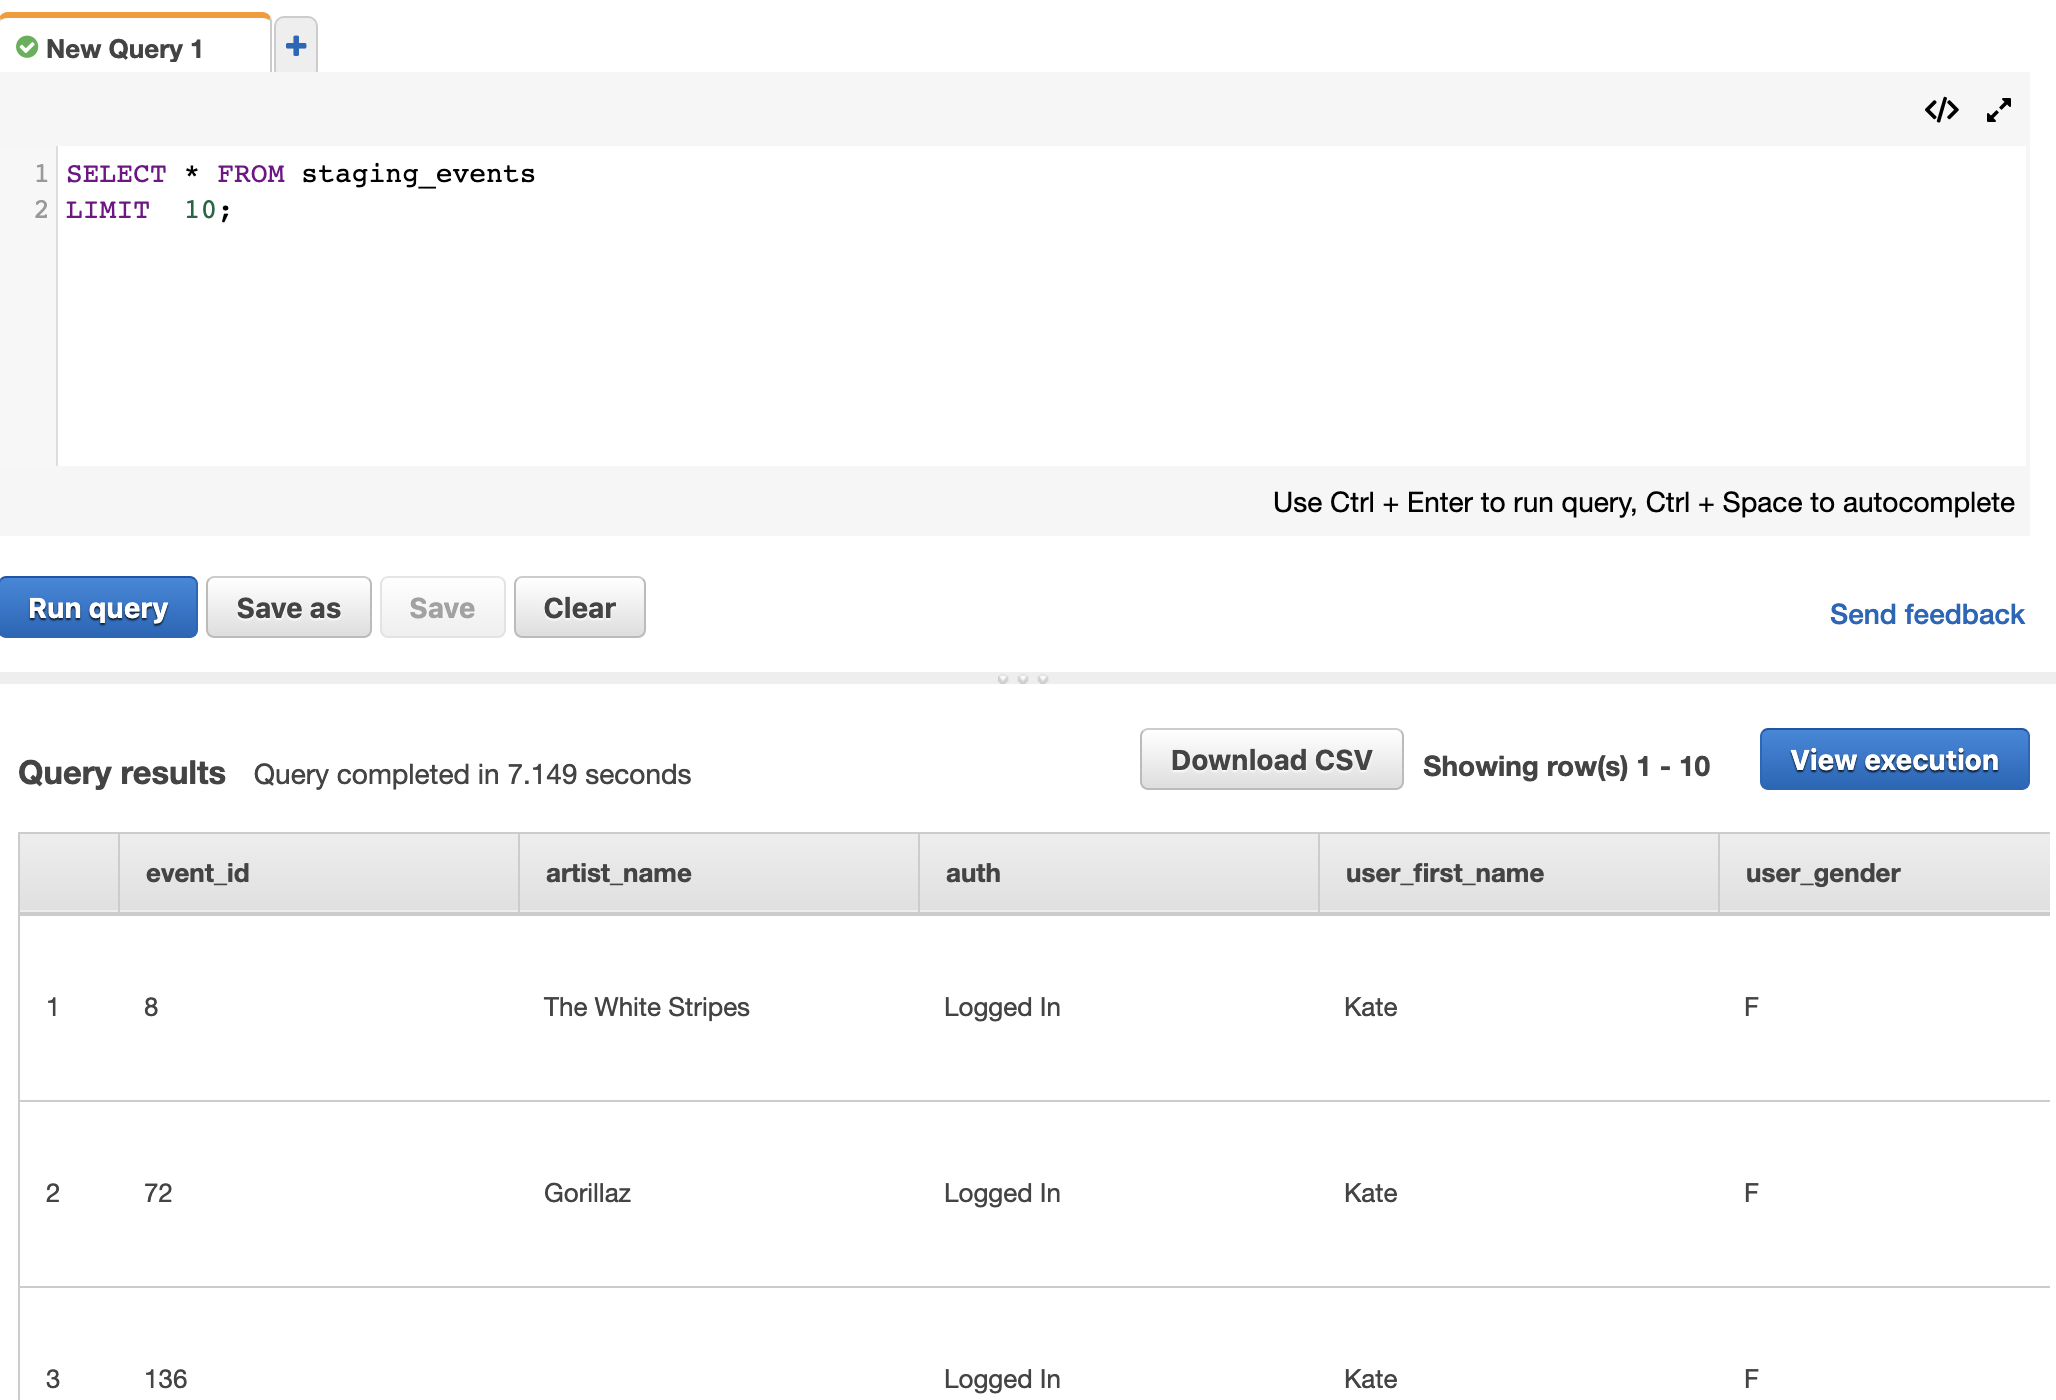 New Query 1
1 SELECT * FROM staging_events
2 LIMIT  10;
Use Ctrl + Enter to run query, Ctrl + Space to autocomplete
Run query Save as Save Clear Send feedback
Query results Query completed in 7.149 seconds Download CSV Showing row(s) 1 - 10 View execution
event_id artist_name auth user_first_name user_gender
1 8 The White Stripes Logged In Kate F
2 72 Gorillaz Logged In Kate F
3 136 Logged In Kate F